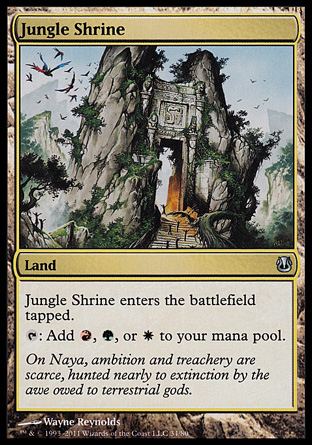 Jungle Shrine
Land
Jungle Shrine enters the battlefield
tapped.
: Add , , or to your mana pool.
On Naya, ambition and treachery are
scarce, hunted nearly to extinction by the
awe owed to terrestrial gods.
Wayne Reynolds
™ & © 1993–2011 Wizards of the Coast LLC 34/80